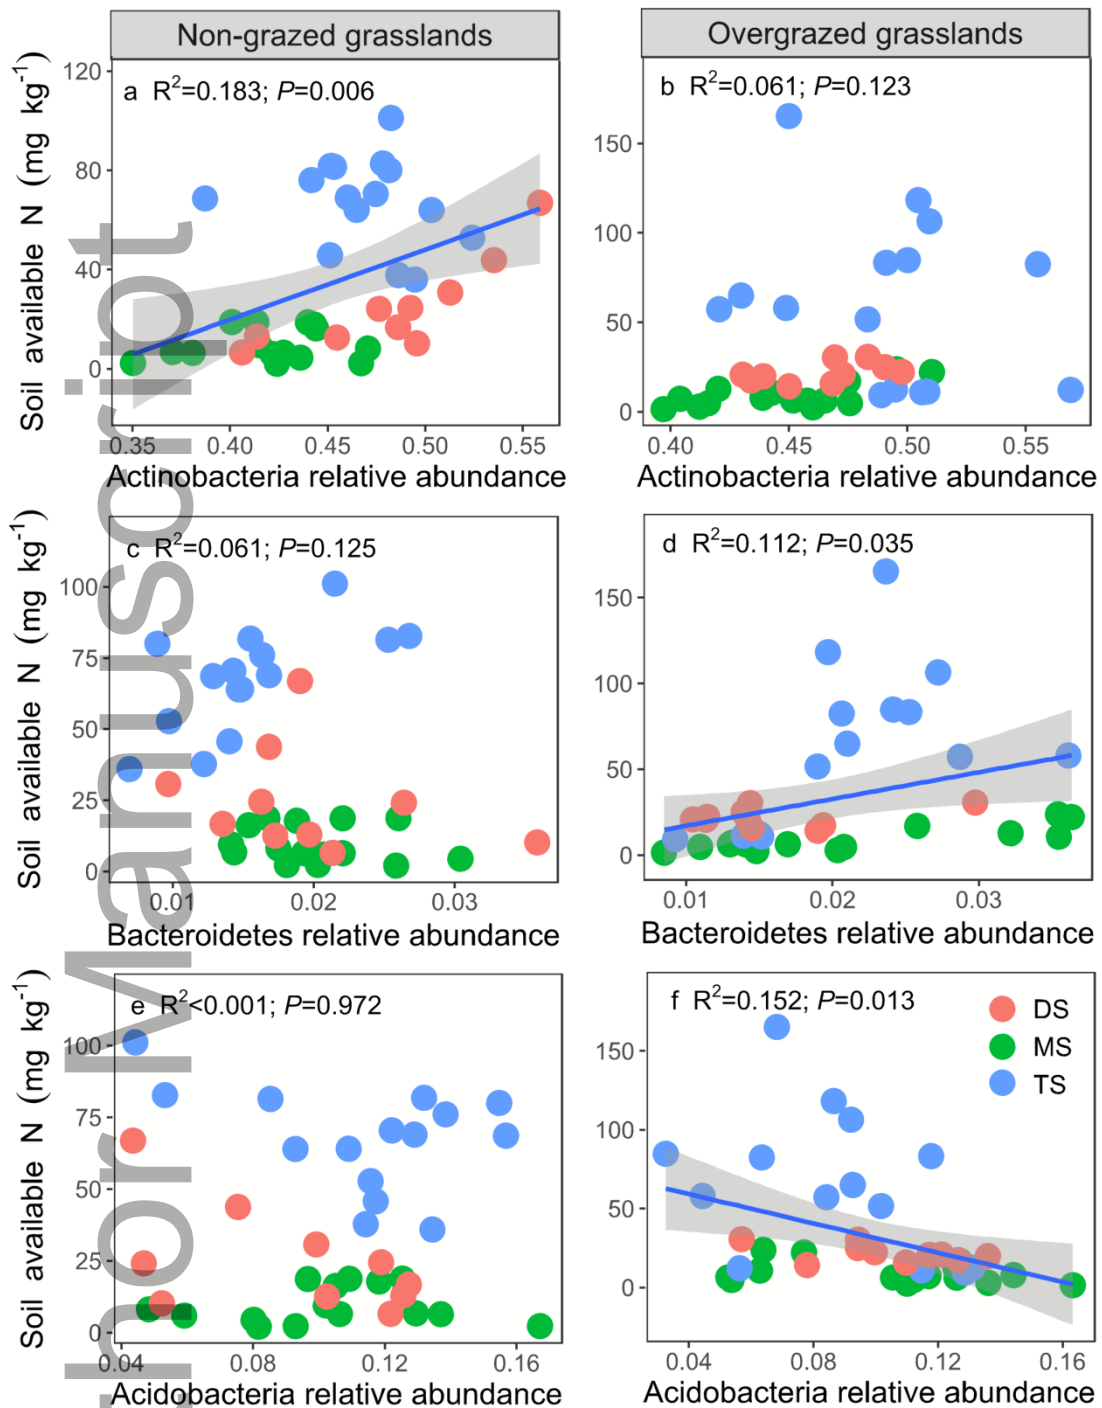 Non-grazed grasslands
Overgrazed grasslands
Soil available N (mg kg⁻¹)
120
80
40
0
a R²=0.183; P=0.006
0.35 0.40 0.45 0.50 0.55
Actinobacteria relative abundance
150
100
50
0
b R²=0.061; P=0.123
0.40 0.45 0.50 0.55
Actinobacteria relative abundance
Soil available N (mg kg⁻¹)
100
75
50
25
0
c R²=0.061; P=0.125
0.01 0.02 0.03
Bacteroidetes relative abundance
150
100
50
0
d R²=0.112; P=0.035
0.01 0.02 0.03
Bacteroidetes relative abundance
Soil available N (mg kg⁻¹)
100
75
50
25
0
e R²<0.001; P=0.972
0.04 0.08 0.12 0.16
Acidobacteria relative abundance
150
100
50
0
f R²=0.152; P=0.013
DS
MS
TS
0.04 0.08 0.12 0.16
Acidobacteria relative abundance
hor Manuscript